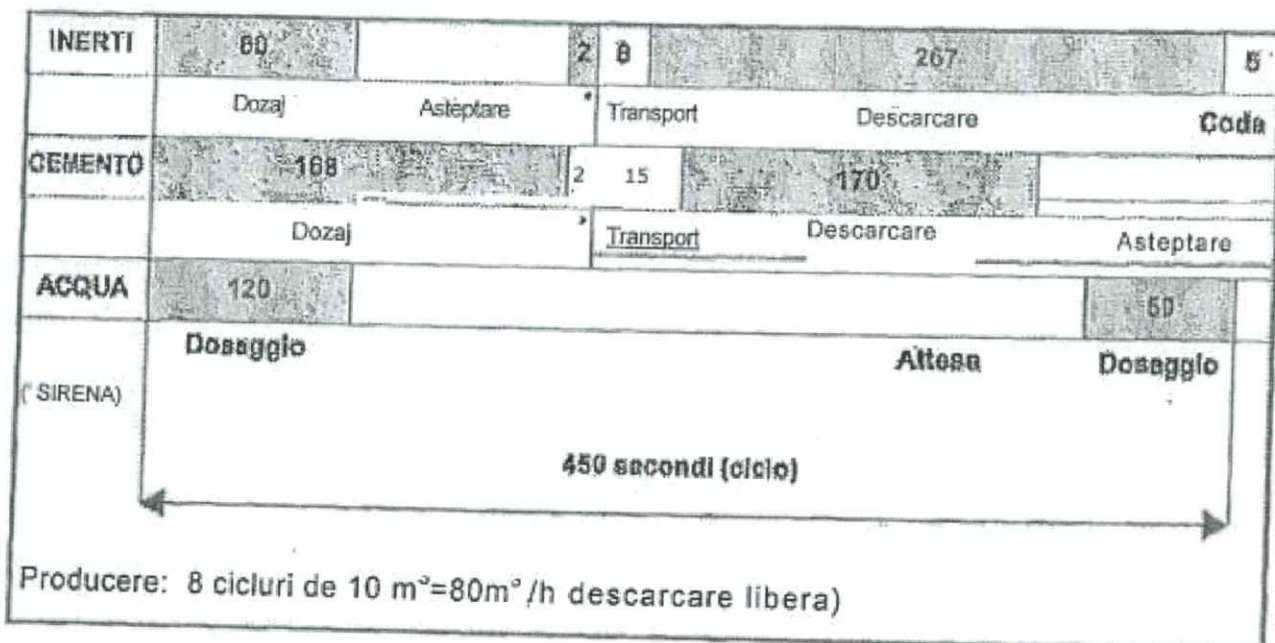 INERTI 80 2 8 267 5
Dozaj Asteptare * Transport Descarcare Coda
CEMENTO 168 2 15 170
Dozaj * Transport Descarcare Asteptare
ACQUA 120 50
Dosaggio Attesa Dosaggio
(* SIRENA)
450 secondi (ciclo)
Producere: 8 cicluri de 10 m³=80m³/h descarcare libera)